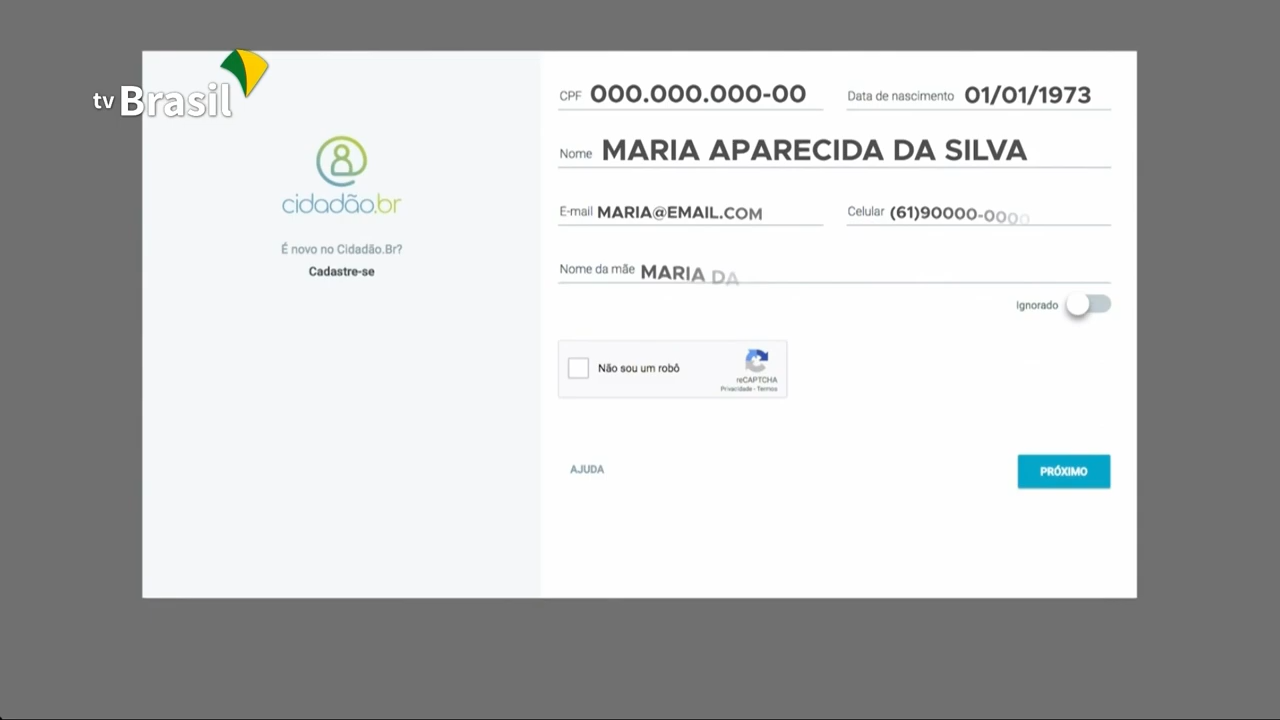 tv Brasil
cidadão.br
É novo no Cidadão.Br?
Cadastre-se
CPF 000.000.000-00
Data de nascimento 01/01/1973
Nome MARIA APARECIDA DA SILVA
E-mail MARIA@EMAIL.COM
Celular (61)90000-0000
Nome da mãe MARIA DA
Ignorado
Não sou um robô
reCAPTCHA
Privacidade - Termos
AJUDA
PRÓXIMO